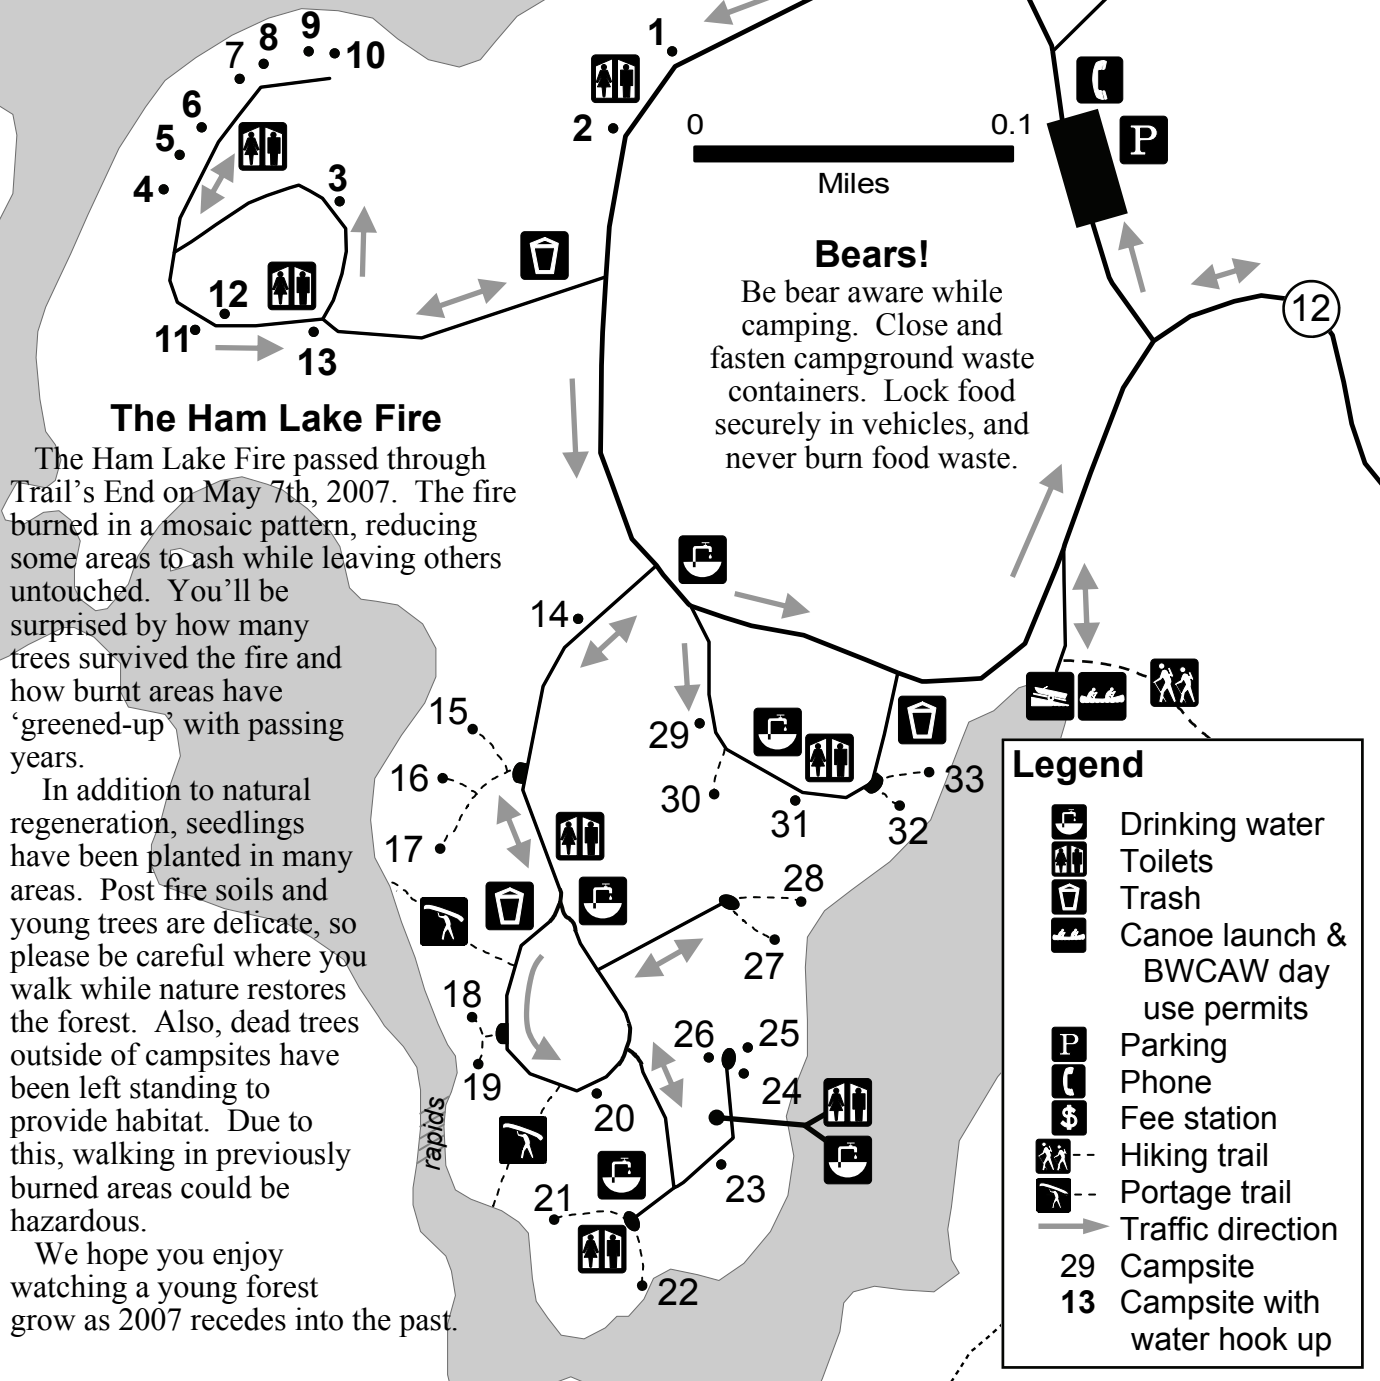 9
8
7
10
1
6
2
5
4
3
0 0.1
Miles
P
12
12
11
13
Bears!
Be bear aware while
camping. Close and
fasten campground waste
containers. Lock food
securely in vehicles, and
never burn food waste.
The Ham Lake Fire
The Ham Lake Fire passed through
Trail's End on May 7th, 2007. The fire
burned in a mosaic pattern, reducing
some areas to ash while leaving others
untouched. You'll be
surprised by how many
trees survived the fire and
how burnt areas have
'greened-up' with passing
years.
In addition to natural
regeneration, seedlings
have been planted in many
areas. Post fire soils and
young trees are delicate, so
please be careful where you
walk while nature restores
the forest. Also, dead trees
outside of campsites have
been left standing to
provide habitat. Due to
this, walking in previously
burned areas could be
hazardous.
We hope you enjoy
watching a young forest
grow as 2007 recedes into the past.
14
15
16
17
29
30
31
32
33
28
27
18
19
20
26
25
24
23
21
22
rapids
Legend
Drinking water
Toilets
Trash
Canoe launch &
BWCAW day
use permits
P Parking
Phone
$ Fee station
Hiking trail
Portage trail
Traffic direction
29 Campsite
13 Campsite with
water hook up